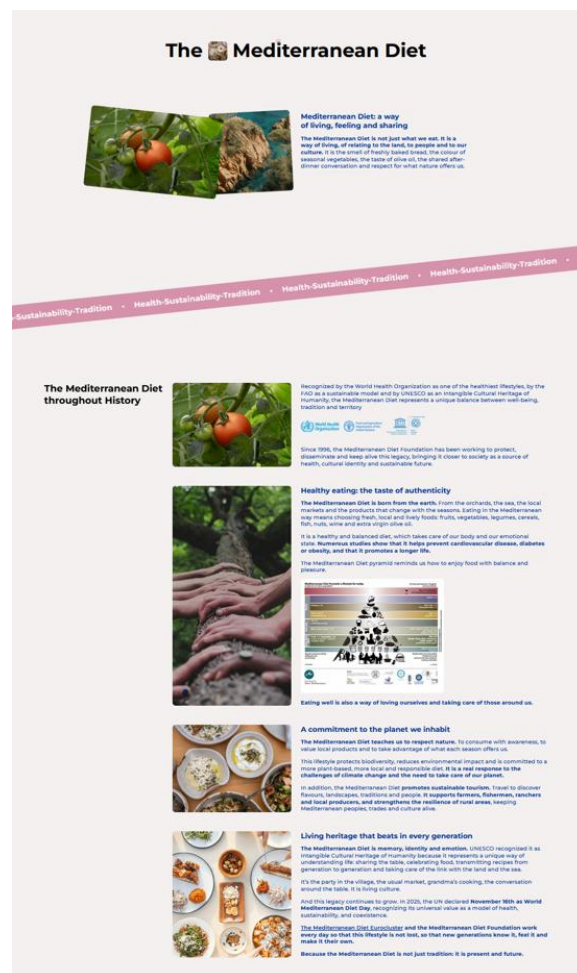 The Mediterranean Diet
Mediterranean Diet: a way
of living, feeling and sharing
The Mediterranean Diet is not just what we eat. It is a
way of living, of relating to the land, to people and to our
culture. It is the smell of freshly baked bread, the colour of
seasonal vegetables, the taste of olive oil, the shared after-
dinner conversation and respect for what nature offers us.
-Sustainability-Tradition • Health-Sustainability-Tradition • Health-Sustainability-Tradition • Health-Sustainability-Tradition •
The Mediterranean Diet
throughout History
Recognized by the World Health Organization as one of the healthiest lifestyles, by the
FAO as a sustainable model and by UNESCO as an Intangible Cultural Heritage of
Humanity, the Mediterranean Diet represents a unique balance between well-being,
tradition and territory
World Health
Organization
Since 1996, the Mediterranean Diet Foundation has been working to protect,
disseminate and keep alive this legacy, bringing it closer to society as a source of
health, cultural identity and sustainable future.
Healthy eating: the taste of authenticity
The Mediterranean Diet is born from the earth. From the orchards, the sea, the local
markets and the products that change with the seasons. Eating in the Mediterranean
way means choosing fresh, local and lively foods: fruits, vegetables, legumes, cereals,
fish, nuts, wine and extra virgin olive oil.
It is a healthy and balanced diet, which takes care of our body and our emotional
state. Numerous studies show that it helps prevent cardiovascular disease, diabetes
or obesity, and that it promotes a longer life.
The Mediterranean Diet pyramid reminds us how to enjoy food with balance and
pleasure.
Eating well is also a way of loving ourselves and taking care of those around us.
A commitment to the planet we inhabit
The Mediterranean Diet teaches us to respect nature. To consume with awareness, to
value local products and to take advantage of what each season offers us.
This lifestyle protects biodiversity, reduces environmental impact and is committed to a
more plant-based, more local and responsible diet. It is a real response to the
challenges of climate change and the need to take care of our planet.
In addition, the Mediterranean Diet promotes sustainable tourism. Travel to discover
flavours, landscapes, traditions and people. It supports farmers, fisherman, ranchers
and local producers, and strengthens the resilience of rural areas, keeping
Mediterranean peoples, trades and culture alive.
Living heritage that beats in every generation
The Mediterranean Diet is memory, identity and emotion. UNESCO recognized it as
Intangible Cultural Heritage of Humanity because it represents a unique way of
understanding life: sharing the table, celebrating food, transmitting recipes from
generation to generation and taking care of the link with the land and the sea.
It's the party in the village, the usual market, grandma's cooking, the conversation
around the table. It is living culture.
And this legacy continues to grow. In 2025, the UN declared November 16th as World
Mediterranean Diet Day, recognizing its universal value as a model of health,
sustainability, and coexistence.
The Mediterranean Diet Eurocluster and the Mediterranean Diet Foundation work
every day so that this lifestyle is not lost, so that new generations know it, feel it and
make it their own.
Because the Mediterranean Diet is not just tradition: it is present and future.